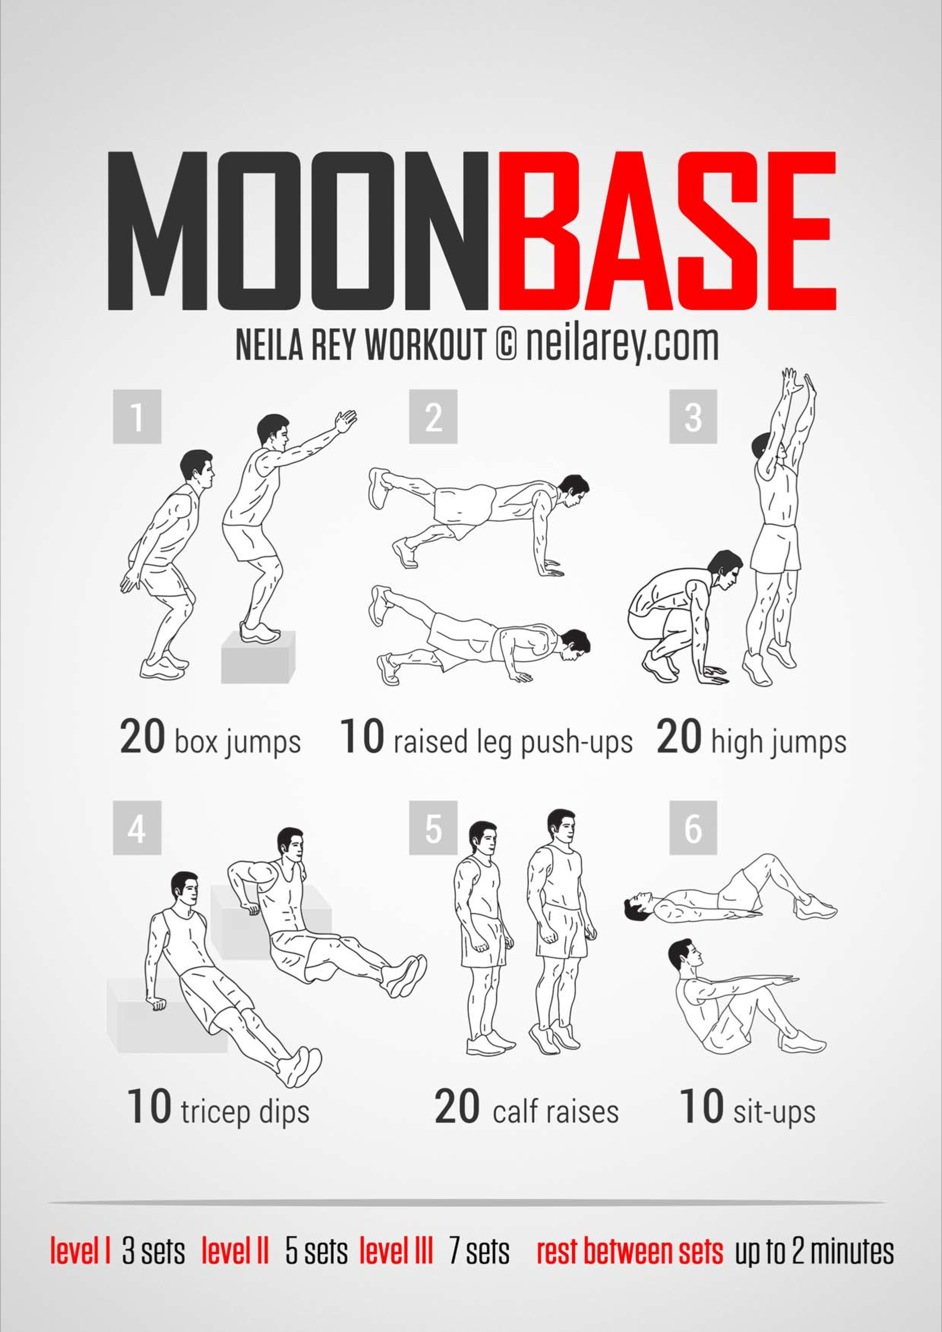 MOONBASE
NEILA REY WORKOUT © neilarey.com
1
2
3
20 box jumps
10 raised leg push-ups
20 high jumps
4
5
6
10 tricep dips
20 calf raises
10 sit-ups
level I 3 sets level II 5 sets level III 7 sets rest between sets up to 2 minutes